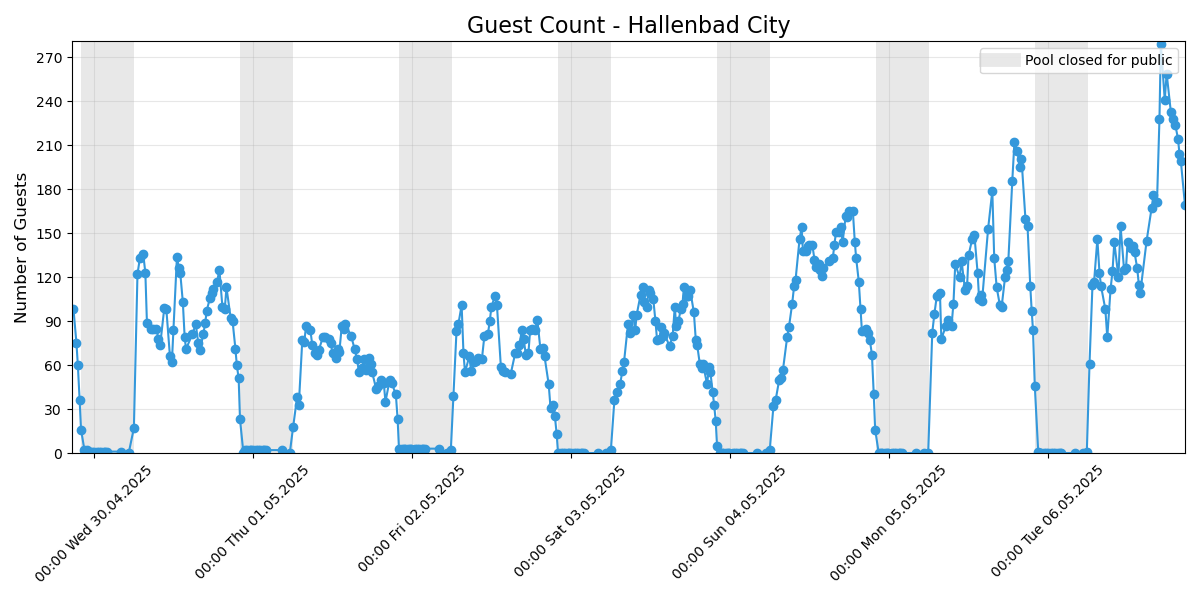 Guest Count - Hallenbad City
Pool closed for public
Number of Guests
270
240
210
180
150
120
90
60
30
0
00:00 Wed 30.04.2025
00:00 Thu 01.05.2025
00:00 Fri 02.05.2025
00:00 Sat 03.05.2025
00:00 Sun 04.05.2025
00:00 Mon 05.05.2025
00:00 Tue 06.05.2025